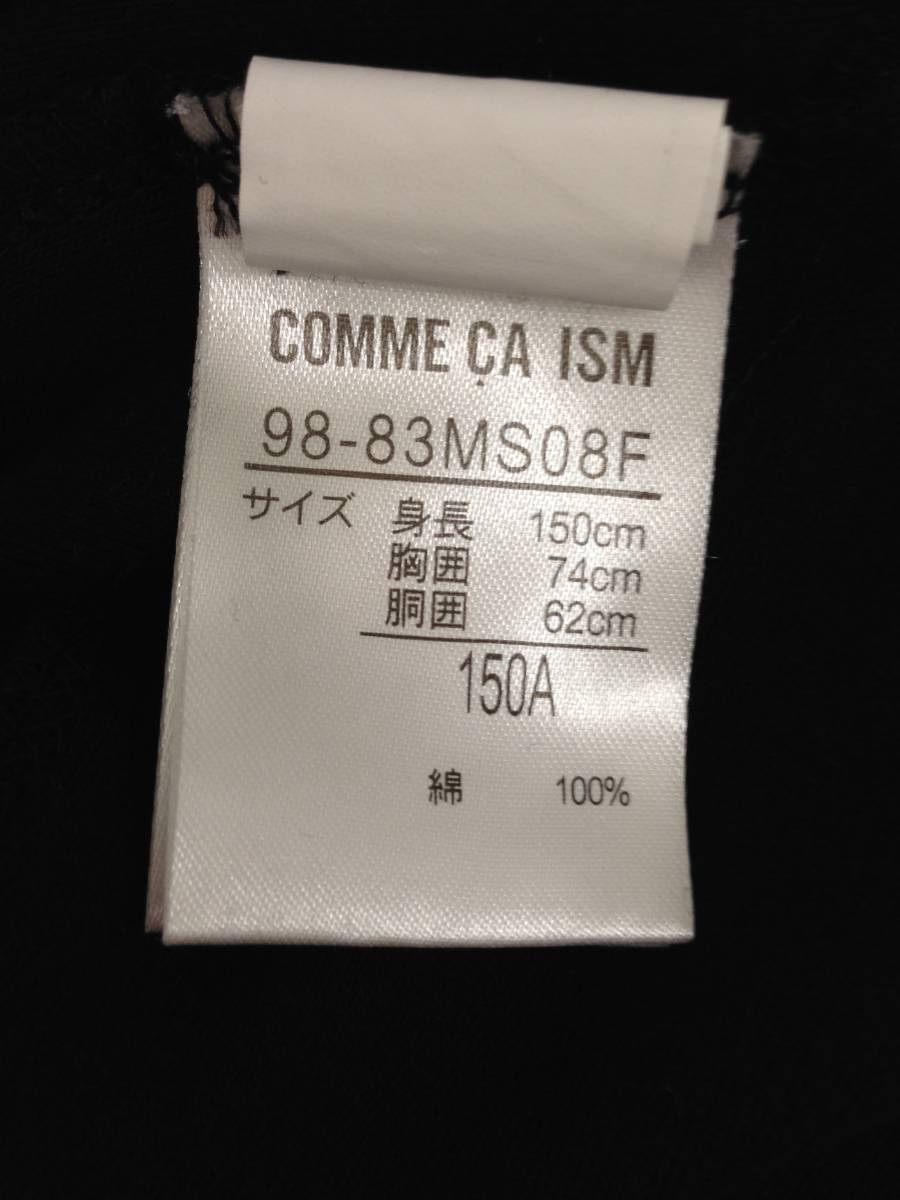 COMME ÇA ISM
98-83MS08F
サイズ 身長 150cm
胸囲 74cm
胴囲 62cm
150A
綿 100%